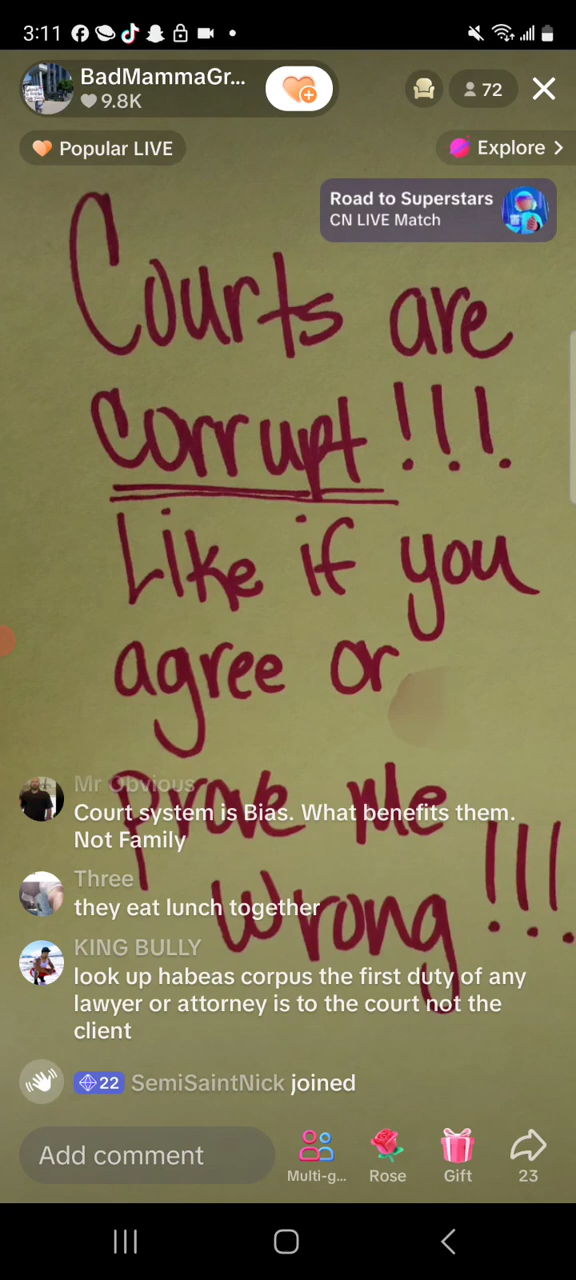 3:11
BadMammaGr...
9.8K
72
Popular LIVE
Explore >
Road to Superstars
CN LIVE Match
Courts are
Corrupt!!!
Like if you
agree or
Prove Me
Wrong!!!
Mr Obvious
Court system is Bias. What benefits them.
Not Family
Three
they eat lunch together
KING BULLY
look up habeas corpus the first duty of any
lawyer or attorney is to the court not the
client
22 SemiSaintNick joined
Add comment
Multi-g...
Rose
Gift
23